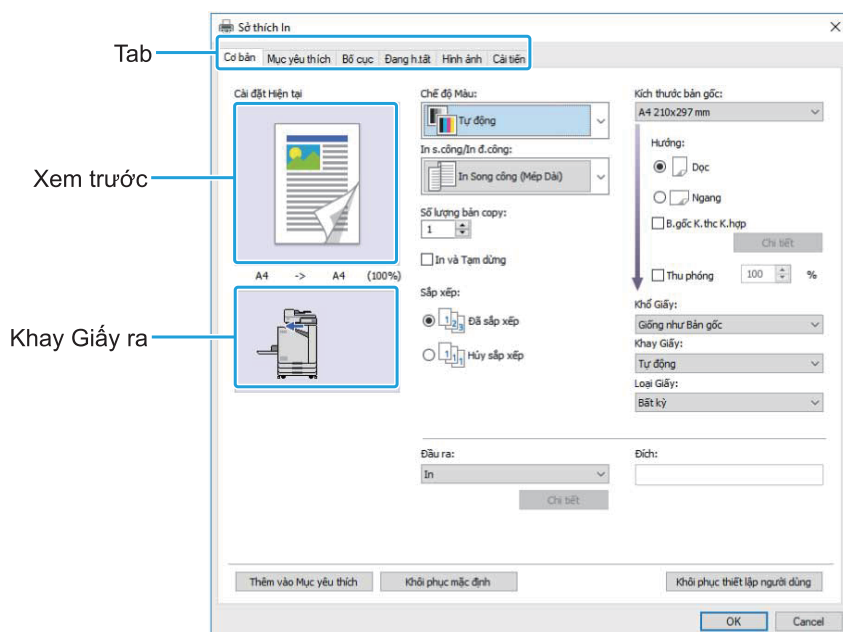 Sở thích In
Tab
Cơ bản Mục yêu thích Bố cục Đang h.tất Hình ảnh Cải tiến
Cài đặt Hiện tại
Xem trước
A4 -> A4 (100%)
Khay Giấy ra
Chế độ Màu:
Tự động
In s.công/In đ.công:
In Song công (Mép Dài)
Số lượng bản copy:
1
In và Tạm dừng
Sắp xếp:
Đã sắp xếp
Hủy sắp xếp
Kích thước bản gốc:
A4 210x297 mm
Hướng:
Dọc
Ngang
B.gốc K.thc K.hợp
Chi tiết
Thu phóng 100 %
Khổ Giấy:
Giống như Bản gốc
Khay Giấy:
Tự động
Loại Giấy:
Bất kỳ
Đầu ra:
In
Chi tiết
Đích:
Thêm vào Mục yêu thích Khôi phục mặc định Khôi phục thiết lập người dùng
OK Cancel